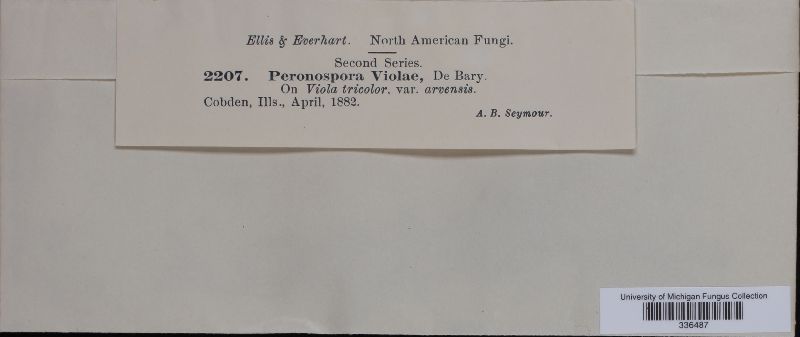 Ellis & Everhart. North American Fungi.
Second Series.
2207. Peronospora Violae, De Bary.
On Viola tricolor, var. arvensis.
Cobden, Ills., April, 1882.
A. B. Seymour.
University of Michigan Fungus Collection
336487